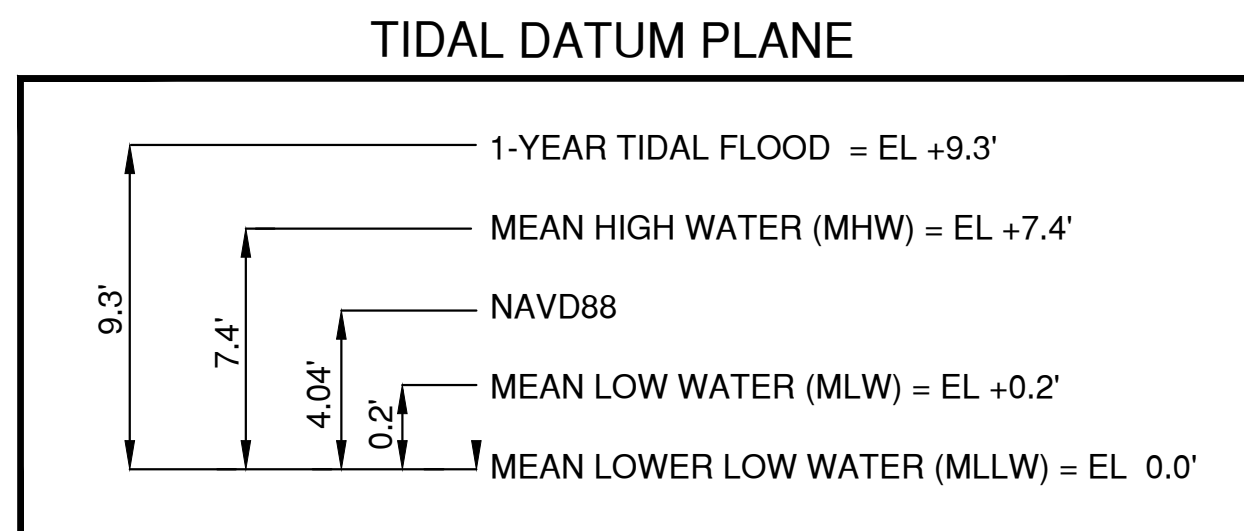 TIDAL DATUM PLANE
1-YEAR TIDAL FLOOD = EL +9.3'
MEAN HIGH WATER (MHW) = EL +7.4'
NAVD88
MEAN LOW WATER (MLW) = EL +0.2'
MEAN LOWER LOW WATER (MLLW) = EL 0.0'
9.3'
7.4'
4.04'
0.2'